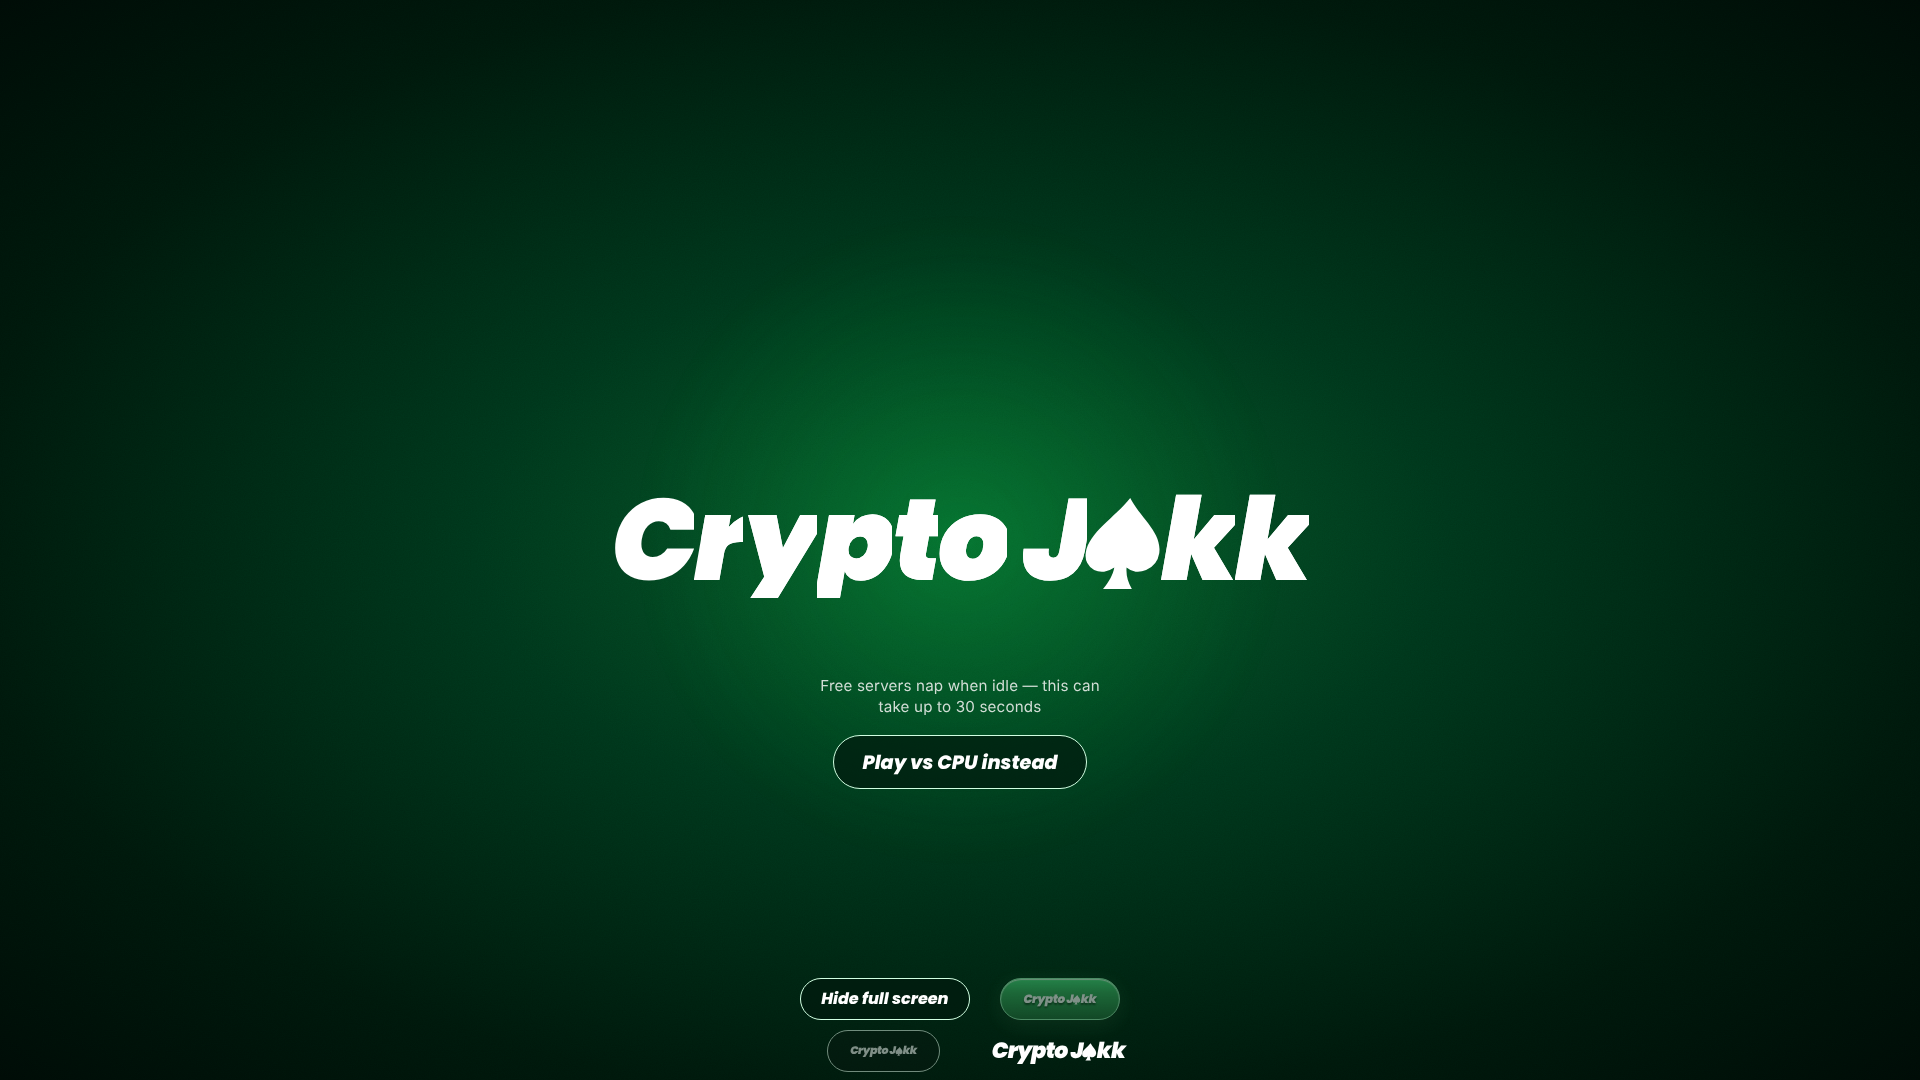 Crypto J♠kk
Free servers nap when idle — this can
take up to 30 seconds
Play vs CPU instead
Hide full screen
Crypto J♠kk
Crypto J♠kk
Crypto J♠kk